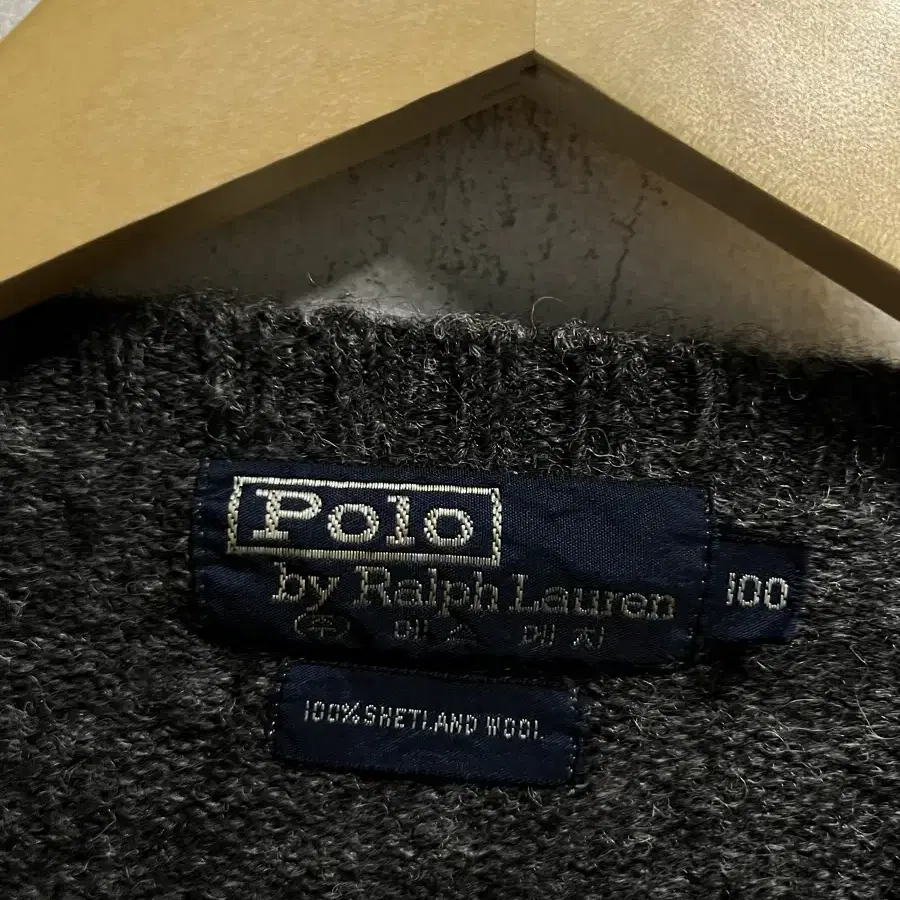 Polo
by Ralph Lauren
100
100% SHETLAND WOOL